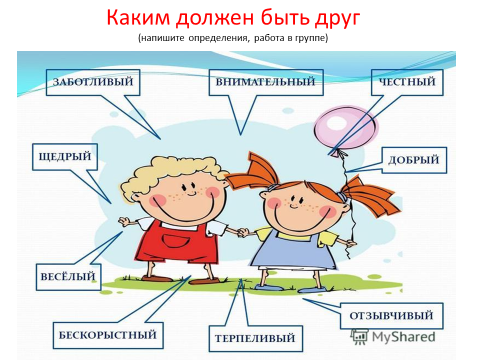 Каким должен быть друг
(напишите определения, работа в группе)
ЗАБОТЛИВЫЙ
ВНИМАТЕЛЬНЫЙ
ЧЕСТНЫЙ
ЩЕДРЫЙ
ДОБРЫЙ
ВЕСЁЛЫЙ
ОТЗЫВЧИВЫЙ
БЕСКОРЫСТНЫЙ
ТЕРПЕЛИВЫЙ
MyShared